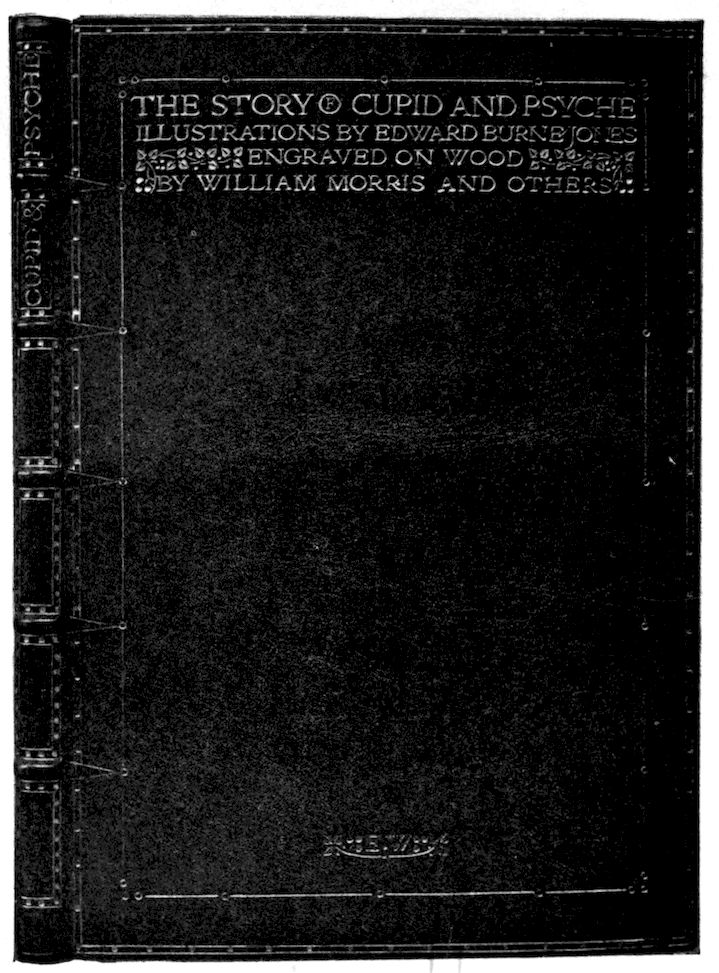 THE STORY OF CUPID AND PSYCHE
ILLUSTRATIONS BY EDWARD BURNE JONES
ENGRAVED ON WOOD
BY WILLIAM MORRIS AND OTHERS
CUPID & PSYCHE
E.W